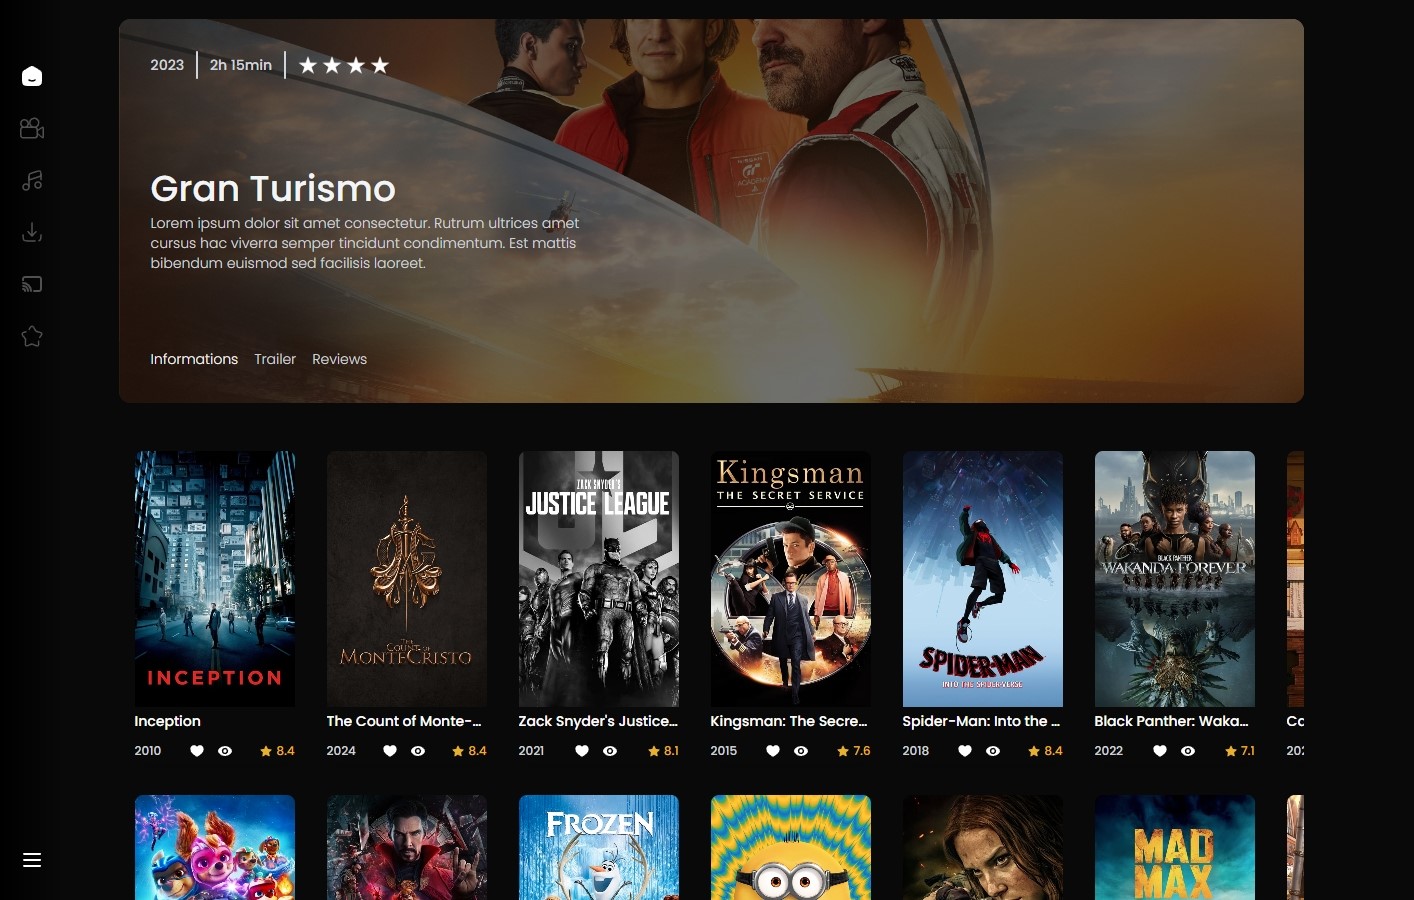 2023 2h 15min
NISSAN
GT
ACADEMY
Gran Turismo
Lorem ipsum dolor sit amet consectetur. Rutrum ultrices amet
cursus hac viverra semper tincidunt condimentum. Est mattis
bibendum euismod sed facilisis laoreet.
Informations Trailer Reviews
INCEPTION
THE
COUNT OF
MONTE CRISTO
ZACK SNYDER'S
JUSTICE LEAGUE
Kingsman
THE SECRET SERVICE
SPIDER-MAN
INTO THE SPIDER-VERSE
BLACK PANTHER
WAKANDA FOREVER
Inception
2010 8.4
The Count of Monte-...
2024 8.4
Zack Snyder's Justice...
2021 8.1
Kingsman: The Secre...
2015 7.6
Spider-Man: Into the ...
2018 8.4
Black Panther: Waka...
2022 7.1
FROZEN
MAD
MAX